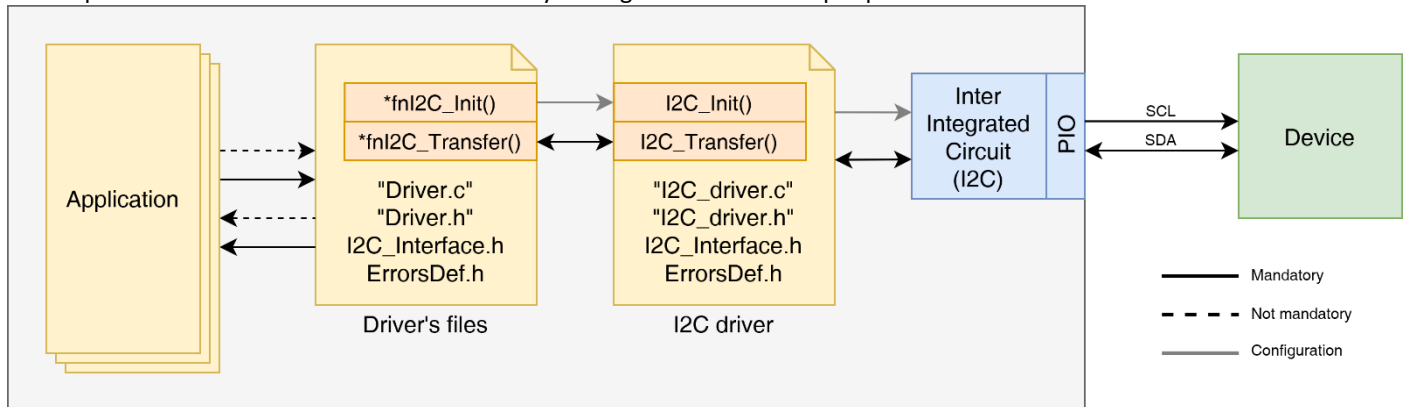 Application
*fnI2C_Init()
*fnI2C_Transfer()
"Driver.c"
"Driver.h"
I2C_Interface.h
ErrorsDef.h
Driver's files
I2C_Init()
I2C_Transfer()
"I2C_driver.c"
"I2C_driver.h"
I2C_Interface.h
ErrorsDef.h
I2C driver
Inter
Integrated
Circuit
(I2C)
PIO
SCL
SDA
Device
Mandatory
Not mandatory
Configuration